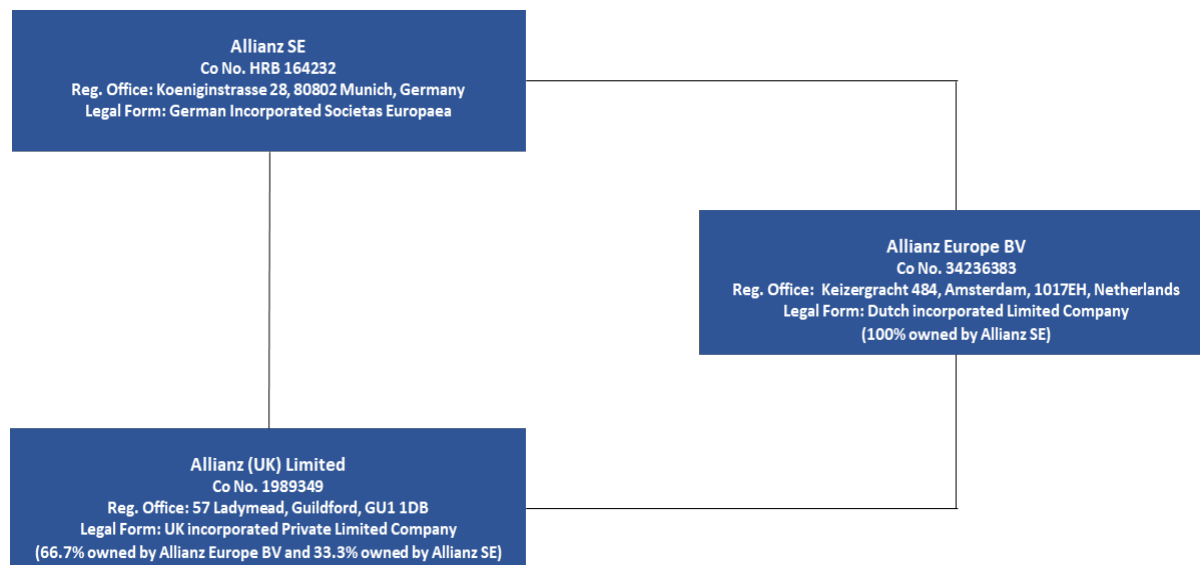 Allianz SE
Co No. HRB 164232
Reg. Office: Koeniginstrasse 28, 80802 Munich, Germany
Legal Form: German Incorporated Societas Europaea
Allianz Europe BV
Co No. 34236383
Reg. Office: Keizergracht 484, Amsterdam, 1017EH, Netherlands
Legal Form: Dutch incorporated Limited Company
(100% owned by Allianz SE)
Allianz (UK) Limited
Co No. 1989349
Reg. Office: 57 Ladymead, Guildford, GU1 1DB
Legal Form: UK incorporated Private Limited Company
(66.7% owned by Allianz Europe BV and 33.3% owned by Allianz SE)